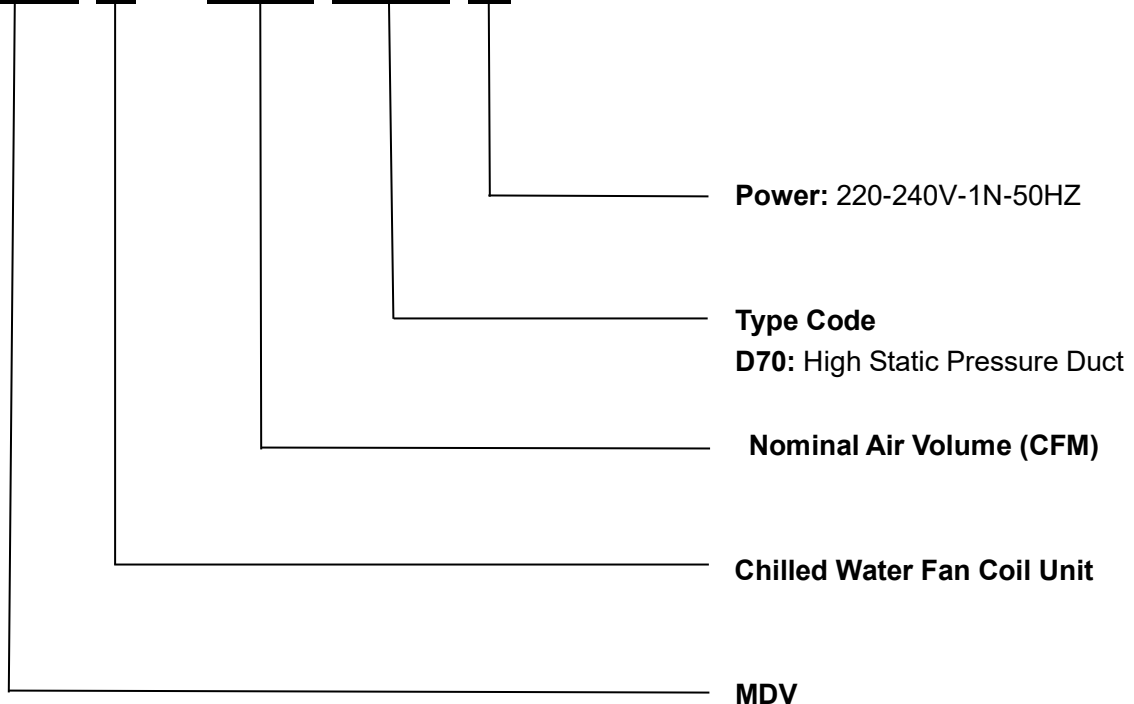 Power: 220-240V-1N-50HZ
Type Code
D70: High Static Pressure Duct
Nominal Air Volume (CFM)
Chilled Water Fan Coil Unit
MDV